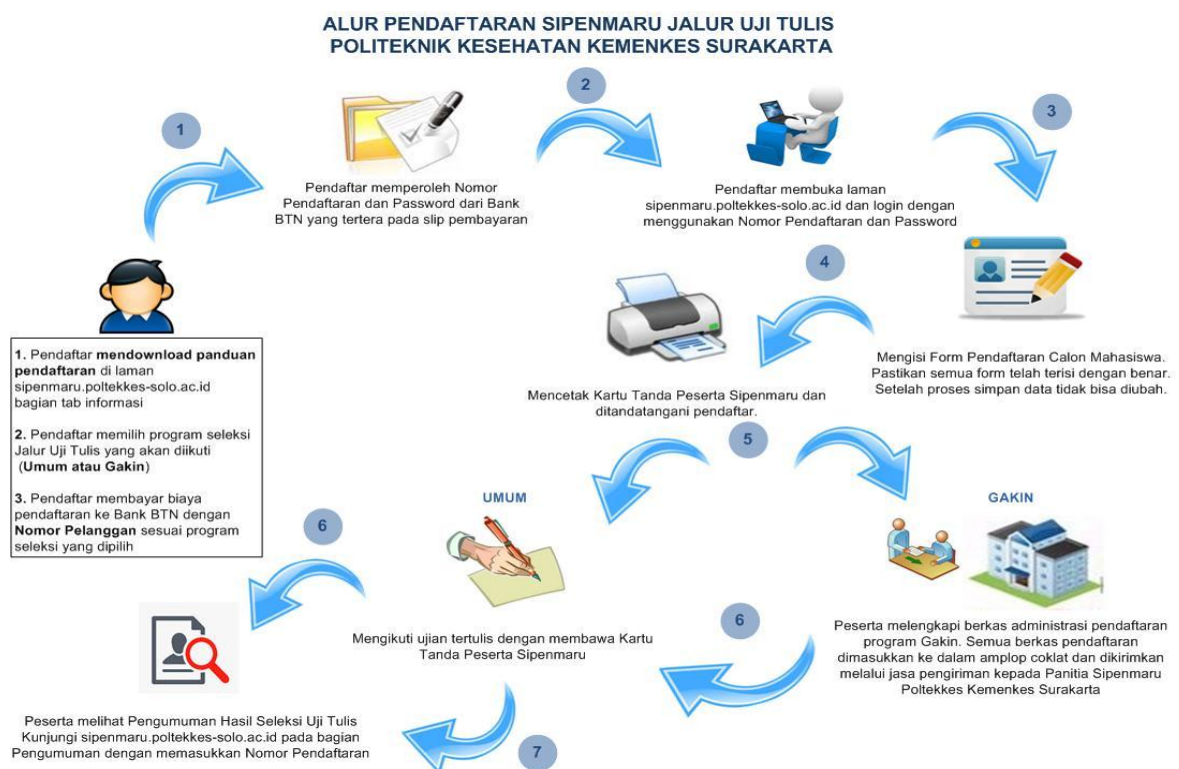 ALUR PENDAFTARAN SIPENMARU JALUR UJI TULIS
POLITEKNIK KESEHATAN KEMENKES SURAKARTA
1
Pendaftar memperoleh Nomor
Pendaftaran dan Password dari Bank
BTN yang tertera pada slip pembayaran
2
Pendaftar membuka laman
sipenmaru.poltekkes-solo.ac.id dan login dengan
menggunakan Nomor Pendaftaran dan Password
3
1. Pendaftar mendownload panduan
pendaftaran di laman
sipenmaru.poltekkes-solo.ac.id
bagian tab informasi
2. Pendaftar memilih program seleksi
Jalur Uji Tulis yang akan diikuti
(Umum atau Gakin)
3. Pendaftar membayar biaya
pendaftaran ke Bank BTN dengan
Nomor Pelanggan sesuai program
seleksi yang dipilih
Mengisi Form Pendaftaran Calon Mahasiswa.
Pastikan semua form telah terisi dengan benar.
Setelah proses simpan data tidak bisa diubah.
4
Mencetak Kartu Tanda Peserta Sipenmaru dan
ditandatangani pendaftar.
5
UMUM
GAKIN
Mengikuti ujian tertulis dengan membawa Kartu
Tanda Peserta Sipenmaru
Peserta melengkapi berkas administrasi pendaftaran
program Gakin. Semua berkas pendaftaran
dimasukkan ke dalam amplop coklat dan dikirimkan
melalui jasa pengiriman kepada Panitia Sipenmaru
Poltekkes Kemenkes Surakarta
6
6
7
Peserta melihat Pengumuman Hasil Seleksi Uji Tulis
Kunjungi sipenmaru.poltekkes-solo.ac.id pada bagian
Pengumuman dengan memasukkan Nomor Pendaftaran